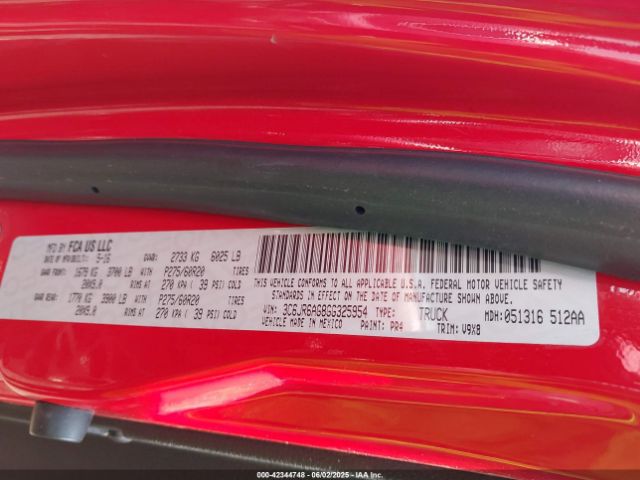 MFD BY: FCA US LLC
DATE OF MFR/BUILT: 5-16 GVWR: 2733 KG 6025 LB
GAWR FRONT: 1678 KG 3700 LB WITH P275/60R20 TIRES
20X9.0 RIMS AT 270 KPA ( 39 PSI) COLD
GAWR REAR: 1770 KG 3900 LB WITH P275/60R20 TIRES
20X9.0 RIMS AT 270 KPA ( 39 PSI) COLD
THIS VEHICLE CONFORMS TO ALL APPLICABLE U.S.A. FEDERAL MOTOR VEHICLE SAFETY
STANDARDS IN EFFECT ON THE DATE OF MANUFACTURE SHOWN ABOVE.
VIN: 3C6JR6AG8GG325954 TYPE: TRUCK MDH: 051316 512AA
VEHICLE MADE IN MEXICO PAINT: PR4 TRIM: V9X8
000-42344748 - 06/02/2025 - IAA Inc.